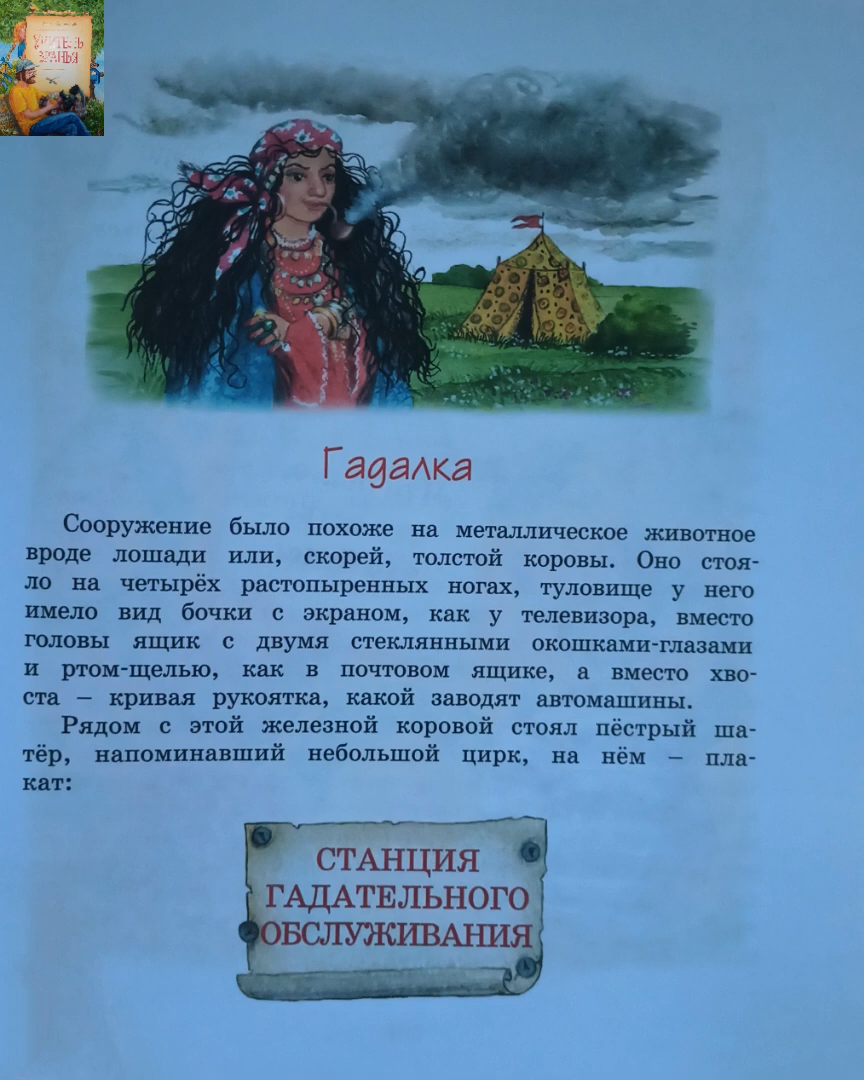 УЧИТЕЛЬ
ВРАНЬЯ
Гадалка
Сооружение было похоже на металлическое животное
вроде лошади или, скорей, толстой коровы. Оно стоя-
ло на четырёх растопыренных ногах, туловище у него
имело вид бочки с экраном, как у телевизора, вместо
головы ящик с двумя стеклянными окошками-глазами
и ртом-щелью, как в почтовом ящике, а вместо хво-
ста – кривая рукоятка, какой заводят автомашины.
Рядом с этой железной коровой стоял пёстрый ша-
тёр, напоминавший небольшой цирк, на нём – пла-
кат:
СТАНЦИЯ
ГАДАТЕЛЬНОГО
ОБСЛУЖИВАНИЯ